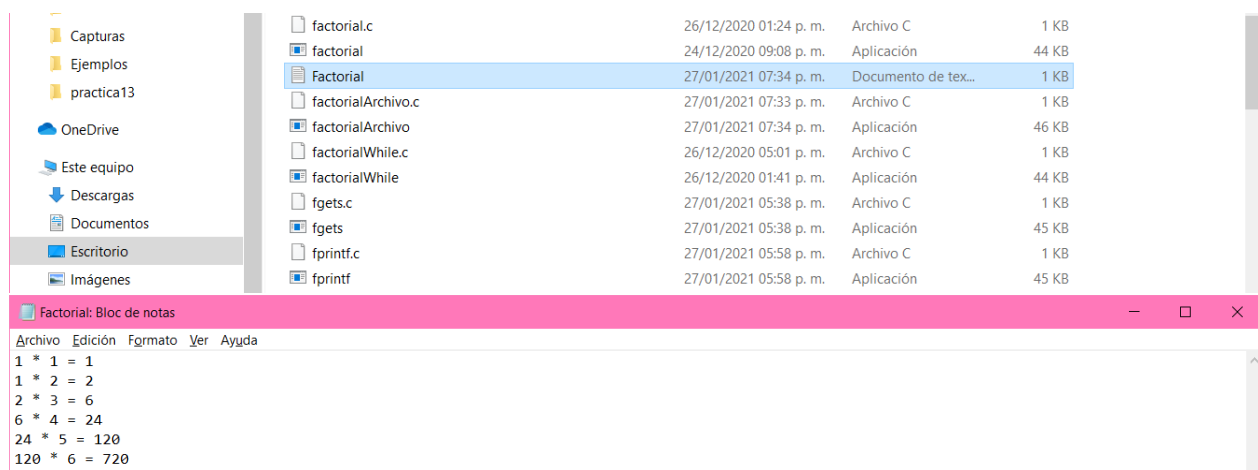 Capturas
Ejemplos
practica13
OneDrive
Este equipo
Descargas
Documentos
Escritorio
Imágenes
factorial.c 26/12/2020 01:24 p. m. Archivo C 1 KB
factorial 24/12/2020 09:08 p. m. Aplicación 44 KB
Factorial 27/01/2021 07:34 p. m. Documento de tex... 1 KB
factorialArchivo.c 27/01/2021 07:33 p. m. Archivo C 1 KB
factorialArchivo 27/01/2021 07:34 p. m. Aplicación 46 KB
factorialWhile.c 26/12/2020 05:01 p. m. Archivo C 1 KB
factorialWhile 26/12/2020 01:41 p. m. Aplicación 44 KB
fgets.c 27/01/2021 05:38 p. m. Archivo C 1 KB
fgets 27/01/2021 05:38 p. m. Aplicación 45 KB
fprintf.c 27/01/2021 05:58 p. m. Archivo C 1 KB
fprintf 27/01/2021 05:58 p. m. Aplicación 45 KB
Factorial: Bloc de notas
Archivo Edición Formato Ver Ayuda
1 * 1 = 1
1 * 2 = 2
2 * 3 = 6
6 * 4 = 24
24 * 5 = 120
120 * 6 = 720